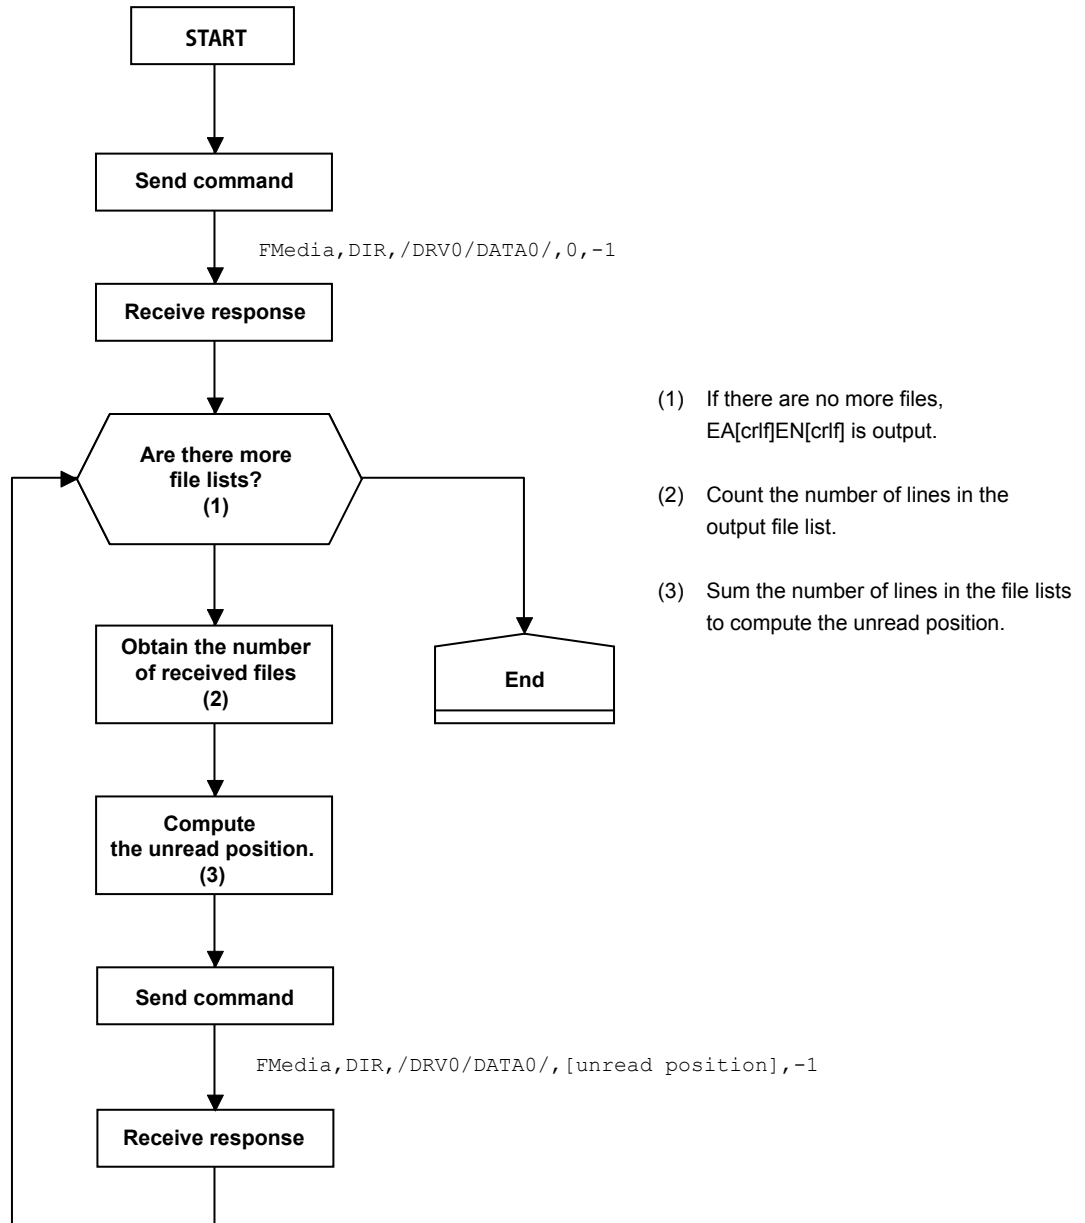 START
Send command
FMedia,DIR,/DRV0/DATA0/,0,-1
Receive response
Are there more
file lists?
(1)
Obtain the number
of received files
(2)
End
Compute
the unread position.
(3)
Send command
FMedia,DIR,/DRV0/DATA0/,[unread position],-1
Receive response
(1) If there are no more files,
EA[crlf]EN[crlf] is output.
(2) Count the number of lines in the
output file list.
(3) Sum the number of lines in the file lists
to compute the unread position.